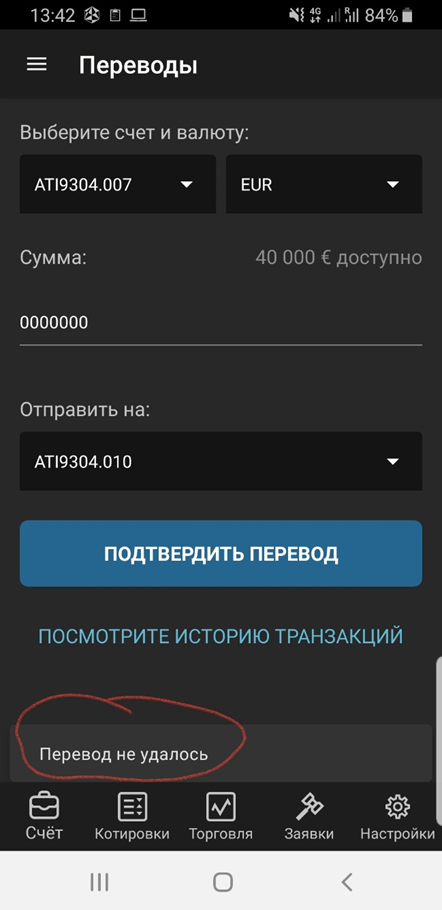 13:42 4G R 84%
Переводы
Выберите счет и валюту:
ATI9304.007 EUR
Сумма: 40 000 € доступно
0000000
Отправить на:
ATI9304.010
ПОДТВЕРДИТЬ ПЕРЕВОД
ПОСМОТРИТЕ ИСТОРИЮ ТРАНЗАКЦИЙ
Перевод не удалось
Счёт Котировки Торговля Заявки Настройки